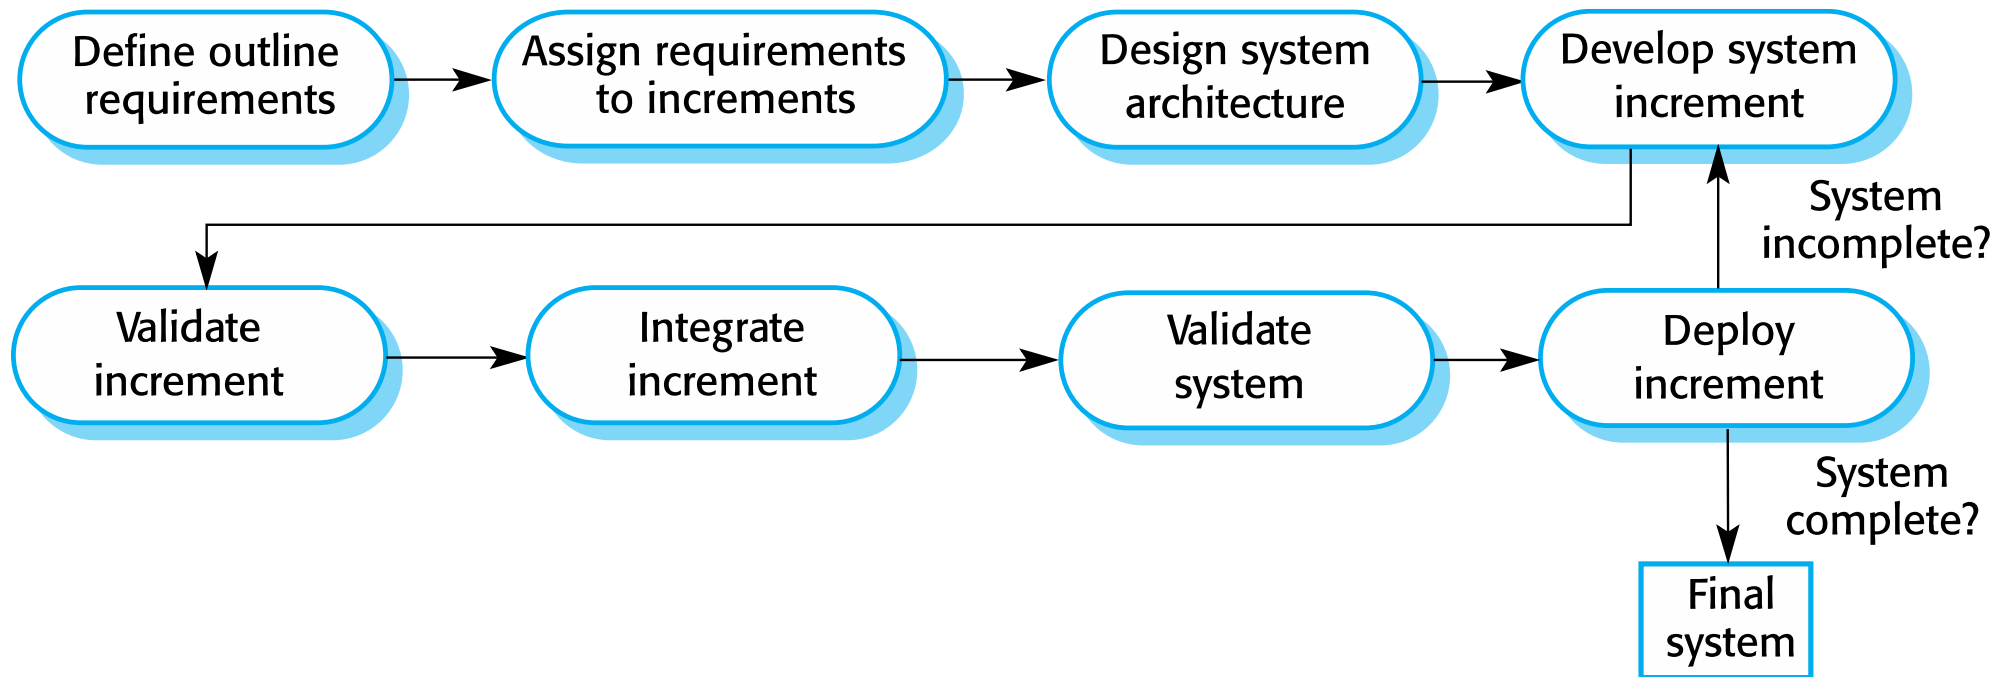 Define outline
requirements
Assign requirements
to increments
Design system
architecture
Develop system
increment
System
incomplete?
Validate
increment
Integrate
increment
Validate
system
Deploy
increment
System
complete?
Final
system